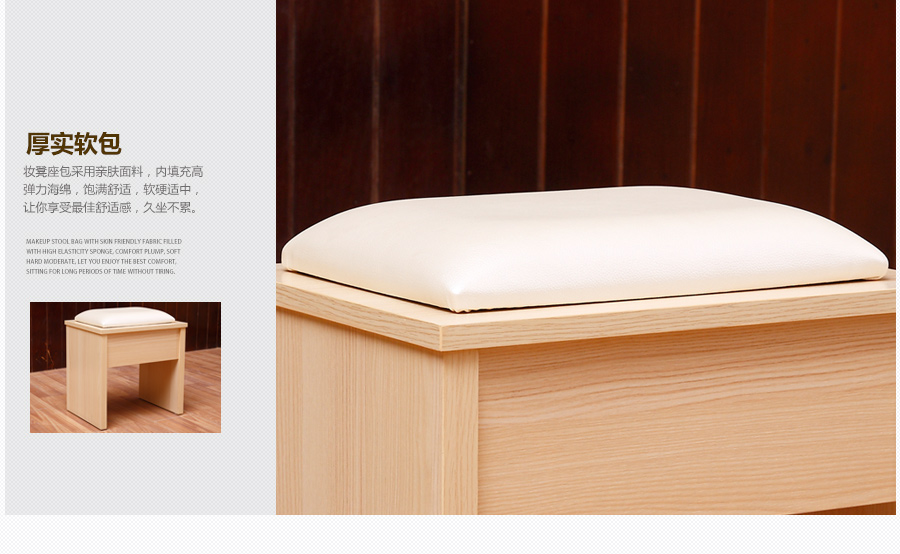 厚实软包
妆凳座包采用亲肤面料，内填充高
弹力海绵，饱满舒适，软硬适中，
让你享受最佳舒适感，久坐不累。
MAKEUP STOOL BAG WITH SKIN FRIENDLY FABRIC FILLED
WITH HIGH ELASTICITY SPONGE, COMFORT PLUMP, SOFT
HARD MODERATE, LET YOU ENJOY THE BEST COMFORT,
SITTING FOR LONG PERIODS OF TIME WITHOUT TIRING.